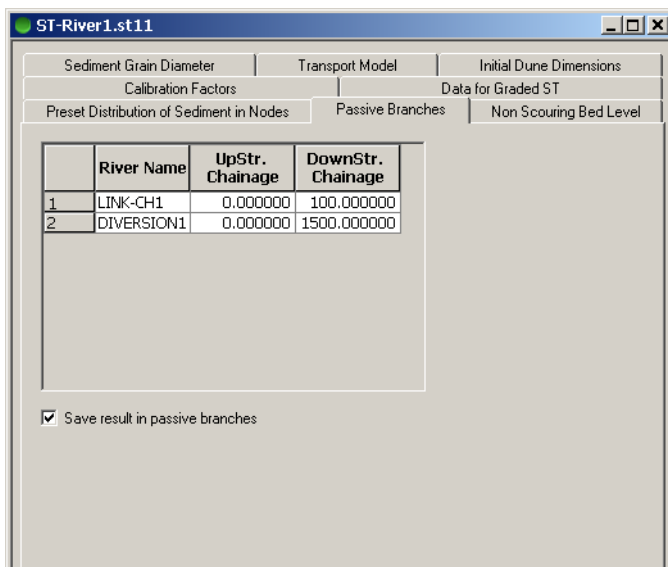 ST-River1.st11
Sediment Grain Diameter Transport Model Initial Dune Dimensions
Calibration Factors Data for Graded ST
Preset Distribution of Sediment in Nodes Passive Branches Non Scouring Bed Level
River Name UpStr. Chainage DownStr. Chainage
1 LINK-CH1 0.000000 100.000000
2 DIVERSION1 0.000000 1500.000000
Save result in passive branches